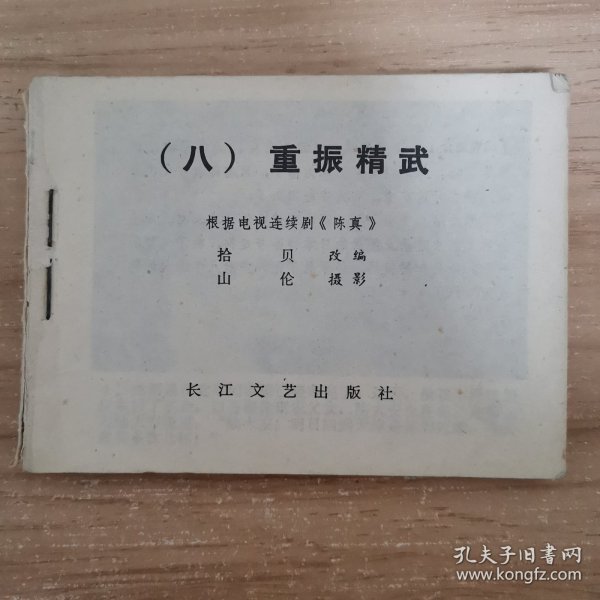 （八）重振精武
根据电视连续剧《陈真》
拾贝 改编
山伦 摄影
长江文艺出版社
孔夫子旧书网
www.kongfz.com